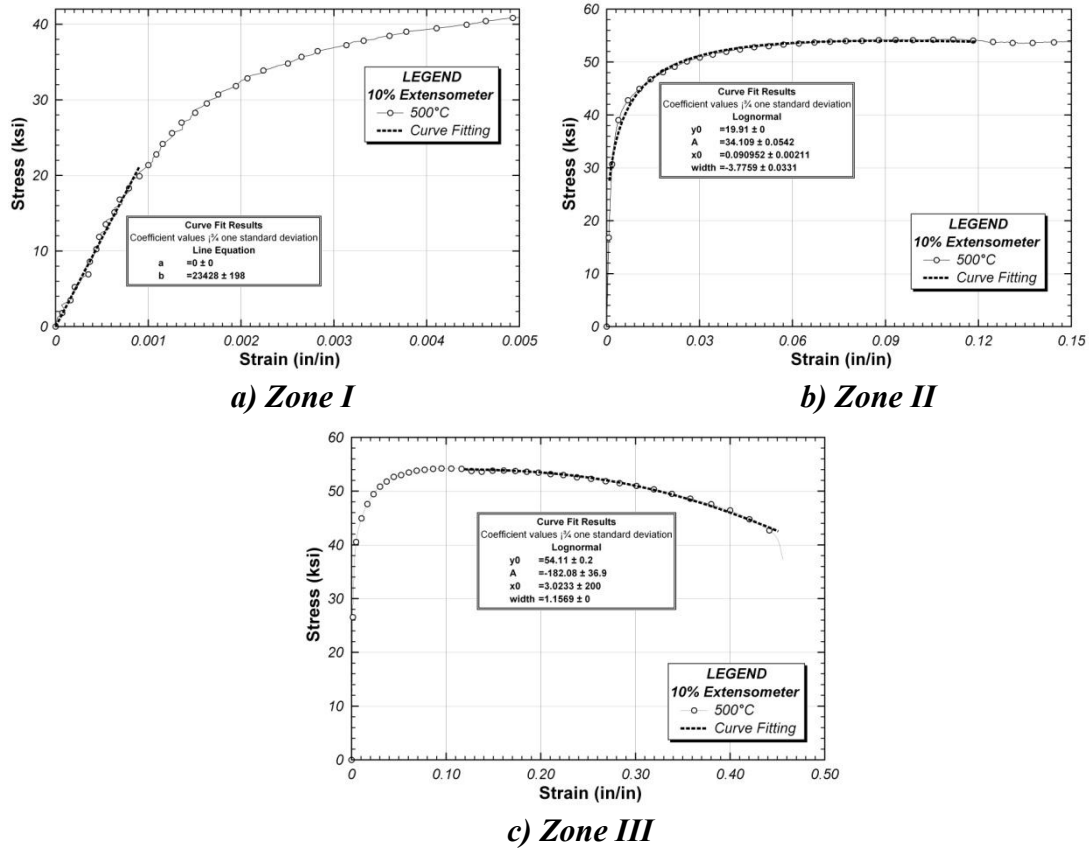 40
30
20
10
0
Stress (ksi)
LEGEND
10% Extensometer
500°C
Curve Fitting
Curve Fit Results
Coefficient values ¡¾ one standard deviation
Line Equation
a =0 ± 0
b =23428 ± 198
0 0.001 0.002 0.003 0.004 0.005
Strain (in/in)
a) Zone I
60
50
40
30
20
10
0
Stress (ksi)
Curve Fit Results
Coefficient values ¡¾ one standard deviation
Lognormal
y0 =19.91 ± 0
A =34.109 ± 0.0542
x0 =0.090952 ± 0.00211
width =-3.7759 ± 0.0331
LEGEND
10% Extensometer
500°C
Curve Fitting
0 0.03 0.06 0.09 0.12 0.15
Strain (in/in)
b) Zone II
60
50
40
30
20
10
0
Stress (ksi)
Curve Fit Results
Coefficient values ¡¾ one standard deviation
Lognormal
y0 =54.11 ± 0.2
A =-182.08 ± 36.9
x0 =3.0233 ± 200
width =1.1569 ± 0
LEGEND
10% Extensometer
500°C
Curve Fitting
0 0.10 0.20 0.30 0.40 0.50
Strain (in/in)
c) Zone III